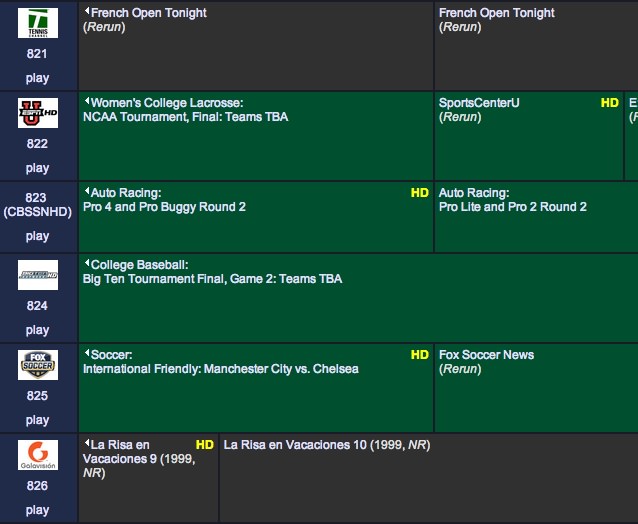 French Open Tonight
(Rerun)
French Open Tonight
(Rerun)
TENNIS
CHANNEL
821
play
Women's College Lacrosse:
NCAA Tournament, Final: Teams TBA
SportsCenterU HD
(Rerun)
ESPN U HD
822
play
823
(CBSSNHD)
play
Auto Racing: HD
Pro 4 and Pro Buggy Round 2
Auto Racing:
Pro Lite and Pro 2 Round 2
College Baseball:
Big Ten Tournament Final, Game 2: Teams TBA
824
play
Soccer: HD
International Friendly: Manchester City vs. Chelsea
Fox Soccer News
(Rerun)
FOX
SOCCER
825
play
La Risa en HD
Vacaciones 9 (1999,
NR)
La Risa en Vacaciones 10 (1999, NR)
Galavisión
826
play